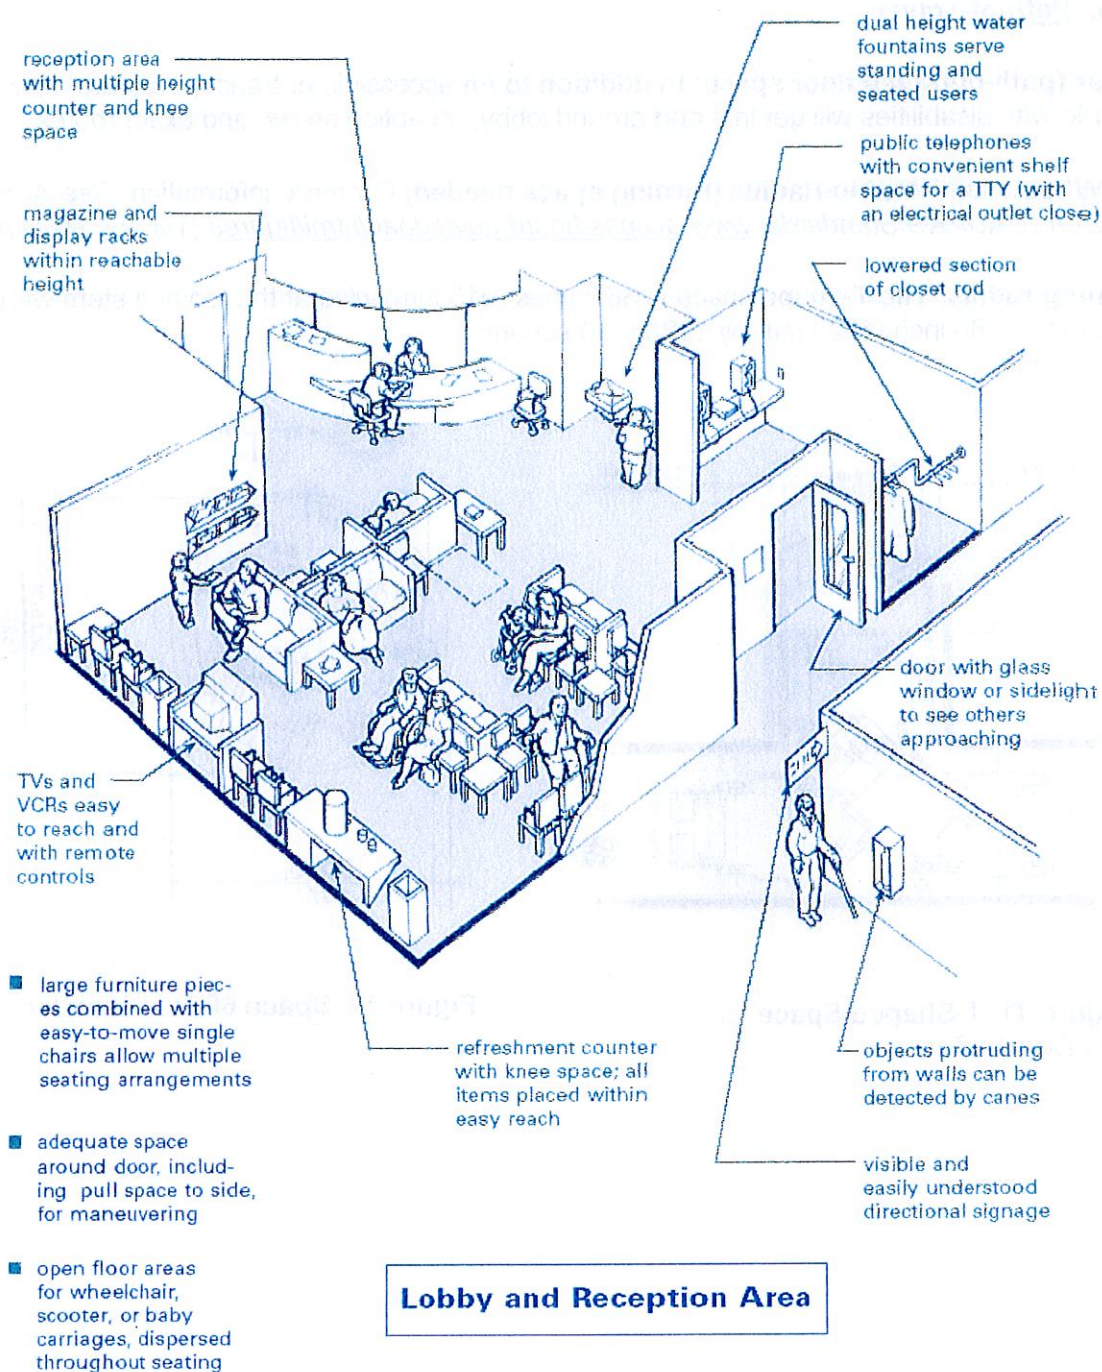 reception area
with multiple height
counter and knee
space
dual height water
fountains serve
standing and
seated users
public telephones
with convenient shelf
space for a TTY (with
an electrical outlet close)
magazine and
display racks
within reachable
height
lowered section
of closet rod
door with glass
window or sidelight
to see others
approaching
TVs and
VCRs easy
to reach and
with remote
controls
large furniture piec-
es combined with
easy-to-move single
chairs allow multiple
seating arrangements
refreshment counter
with knee space; all
items placed within
easy reach
objects protruding
from walls can be
detected by canes
adequate space
around door, includ-
ing pull space to side,
for maneuvering
visible and
easily understood
directional signage
open floor areas
for wheelchair,
scooter, or baby
carriages, dispersed
throughout seating
Lobby and Reception Area